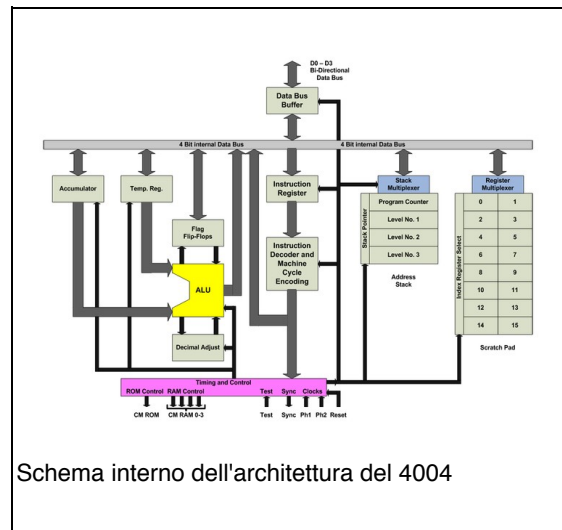 D0 – D3
Bi-Directional
Data Bus
Data Bus
Buffer
4 Bit internal Data Bus
4 Bit internal Data Bus
Accumulator
Temp. Reg.
Instruction
Register
Stack
Multiplexer
Register
Multiplexer
Flag
Flip-Flops
Stack Pointer
Program Counter
Level No. 1
Level No. 2
Level No. 3
Index Register Select
0 1
2 3
4 5
6 7
8 9
10 11
12 13
14 15
Instruction
Decoder and
Machine
Cycle
Encoding
ALU
Address
Stack
Decimal Adjust
Scratch Pad
Timing and Control
ROM Control RAM Control Test Sync Clocks
CM ROM CM RAM 0-3 Test Sync Ph1 Ph2 Reset
Schema interno dell'architettura del 4004